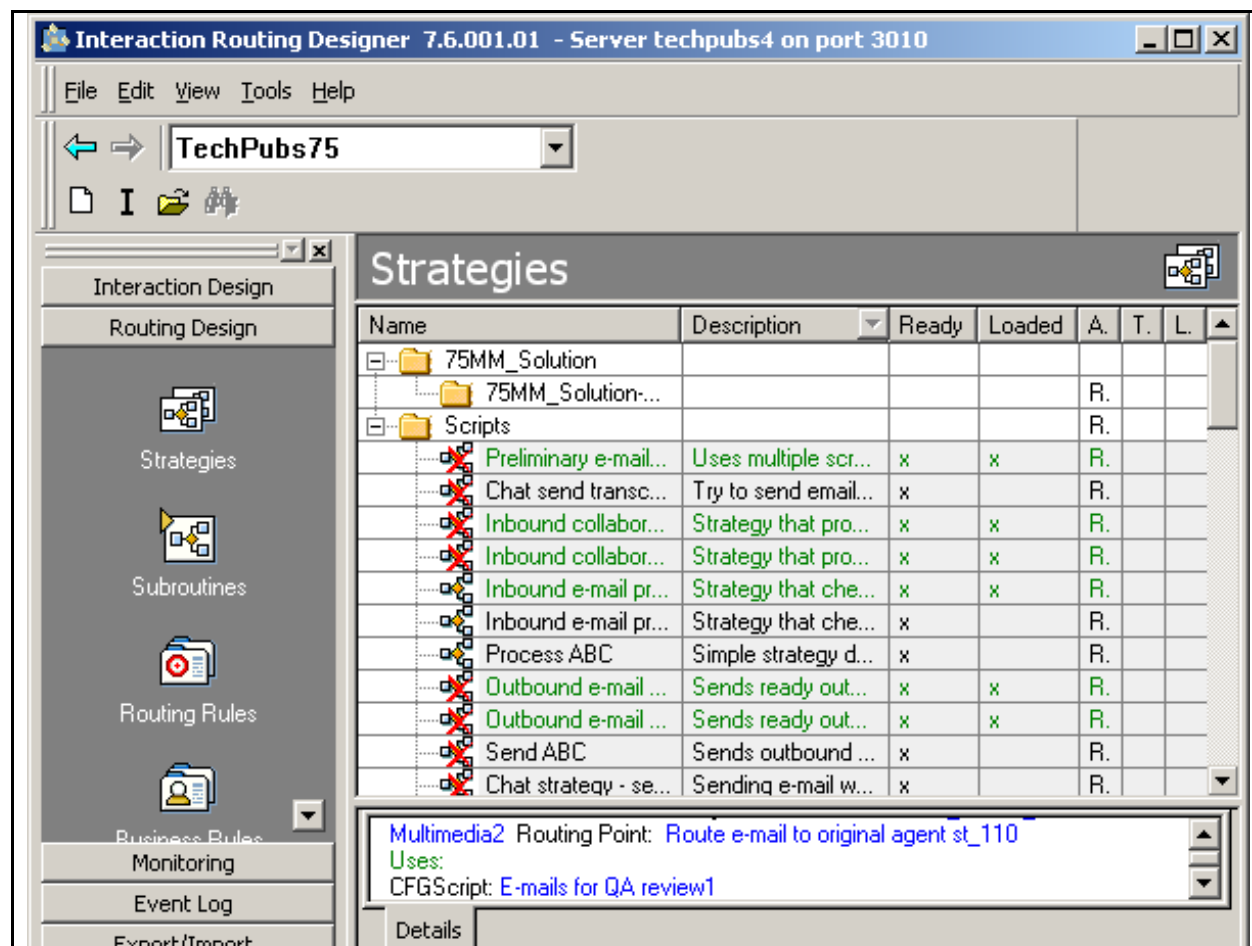 Interaction Routing Designer 7.6.001.01 - Server techpubs4 on port 3010
File Edit View Tools Help
TechPubs75
I
Interaction Design
Routing Design
Strategies
Subroutines
Routing Rules
Business Rules
Monitoring
Event Log
Export/Import
Strategies
Name Description Ready Loaded A. T. L.
75MM_Solution
75MM_Solution-... R.
Scripts R.
Preliminary e-mail... Uses multiple scr... x x R.
Chat send transc... Try to send email... x R.
Inbound collabor... Strategy that pro... x x R.
Inbound collabor... Strategy that pro... x x R.
Inbound e-mail pr... Strategy that che... x x R.
Inbound e-mail pr... Strategy that che... x R.
Process ABC Simple strategy d... x R.
Outbound e-mail ... Sends ready out... x x R.
Outbound e-mail ... Sends ready out... x x R.
Send ABC Sends outbound ... x R.
Chat strategy - se... Sending e-mail w... x R.
Multimedia2 Routing Point: Route e-mail to original agent st_110
Uses:
CFGScript: E-mails for QA review1
Details